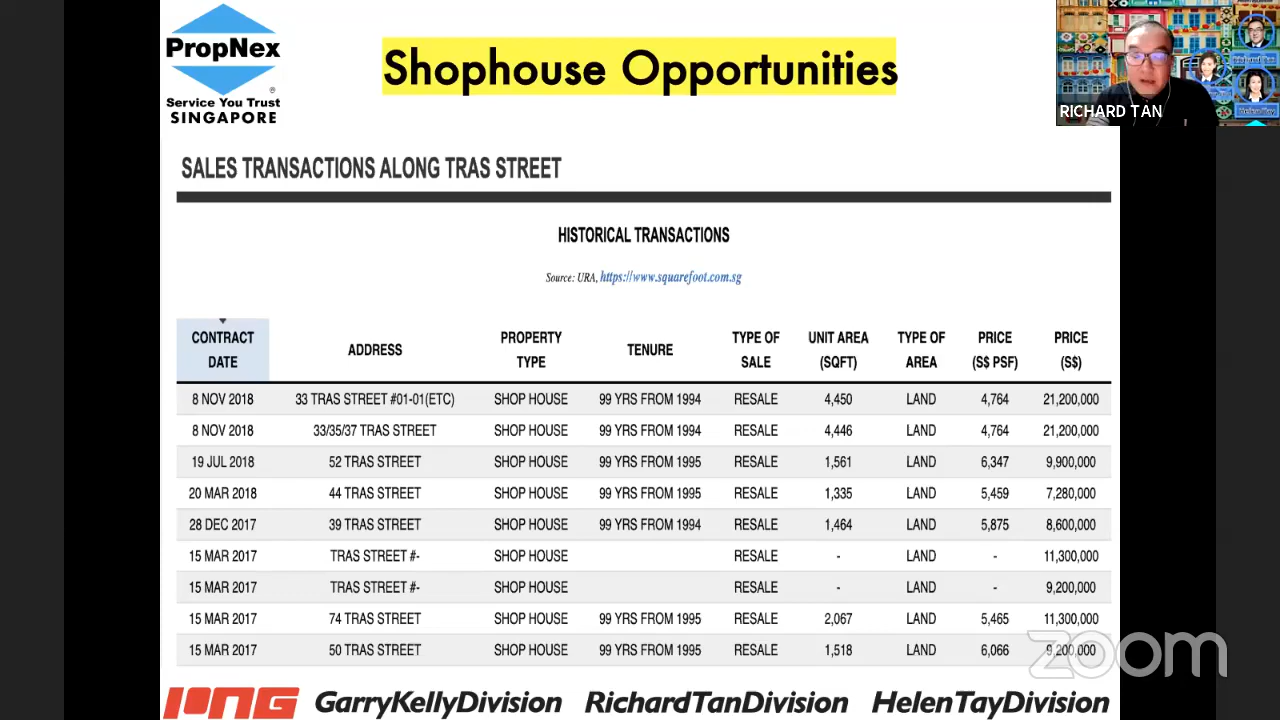 PropNex
Service You Trust
SINGAPORE
Shophouse Opportunities
RICHARD TAN
SALES TRANSACTIONS ALONG TRAS STREET
HISTORICAL TRANSACTIONS
Source: URA, https://www.squarefoot.com.sg
CONTRACT DATE ADDRESS PROPERTY TYPE TENURE TYPE OF SALE UNIT AREA (SQFT) TYPE OF AREA PRICE (S$ PSF) PRICE (S$)
8 NOV 2018 33 TRAS STREET #01-01(ETC) SHOP HOUSE 99 YRS FROM 1994 RESALE 4,450 LAND 4,764 21,200,000
8 NOV 2018 33/35/37 TRAS STREET SHOP HOUSE 99 YRS FROM 1994 RESALE 4,446 LAND 4,764 21,200,000
19 JUL 2018 52 TRAS STREET SHOP HOUSE 99 YRS FROM 1995 RESALE 1,561 LAND 6,347 9,900,000
20 MAR 2018 44 TRAS STREET SHOP HOUSE 99 YRS FROM 1995 RESALE 1,335 LAND 5,459 7,280,000
28 DEC 2017 39 TRAS STREET SHOP HOUSE 99 YRS FROM 1994 RESALE 1,464 LAND 5,875 8,600,000
15 MAR 2017 TRAS STREET #- SHOP HOUSE RESALE - LAND - 11,300,000
15 MAR 2017 TRAS STREET #- SHOP HOUSE RESALE - LAND - 9,200,000
15 MAR 2017 74 TRAS STREET SHOP HOUSE 99 YRS FROM 1995 RESALE 2,067 LAND 5,465 11,300,000
15 MAR 2017 50 TRAS STREET SHOP HOUSE 99 YRS FROM 1995 RESALE 1,518 LAND 6,066 9,200,000
zoom
PNG GarryKellyDivision RichardTanDivision HelenTayDivision